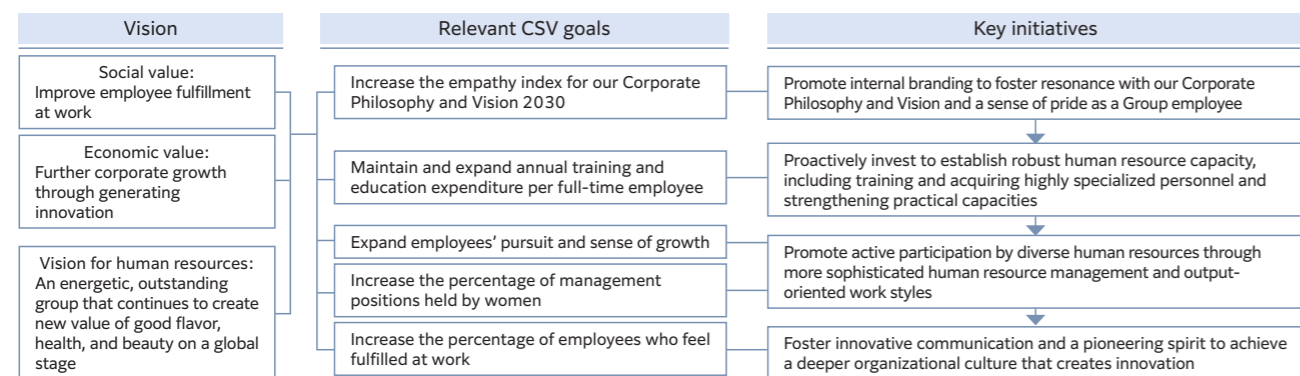 Vision
Social value:
Improve employee fulfillment
at work
Economic value:
Further corporate growth
through generating
innovation
Vision for human resources:
An energetic, outstanding
group that continues to create
new value of good flavor,
health, and beauty on a global
stage
Relevant CSV goals
Increase the empathy index for our Corporate
Philosophy and Vision 2030
Maintain and expand annual training and
education expenditure per full-time employee
Expand employees’ pursuit and sense of growth
Increase the percentage of management
positions held by women
Increase the percentage of employees who feel
fulfilled at work
Key initiatives
Promote internal branding to foster resonance with our Corporate
Philosophy and Vision and a sense of pride as a Group employee
Proactively invest to establish robust human resource capacity,
including training and acquiring highly specialized personnel and
strengthening practical capacities
Promote active participation by diverse human resources through
more sophisticated human resource management and output-
oriented work styles
Foster innovative communication and a pioneering spirit to achieve
a deeper organizational culture that creates innovation